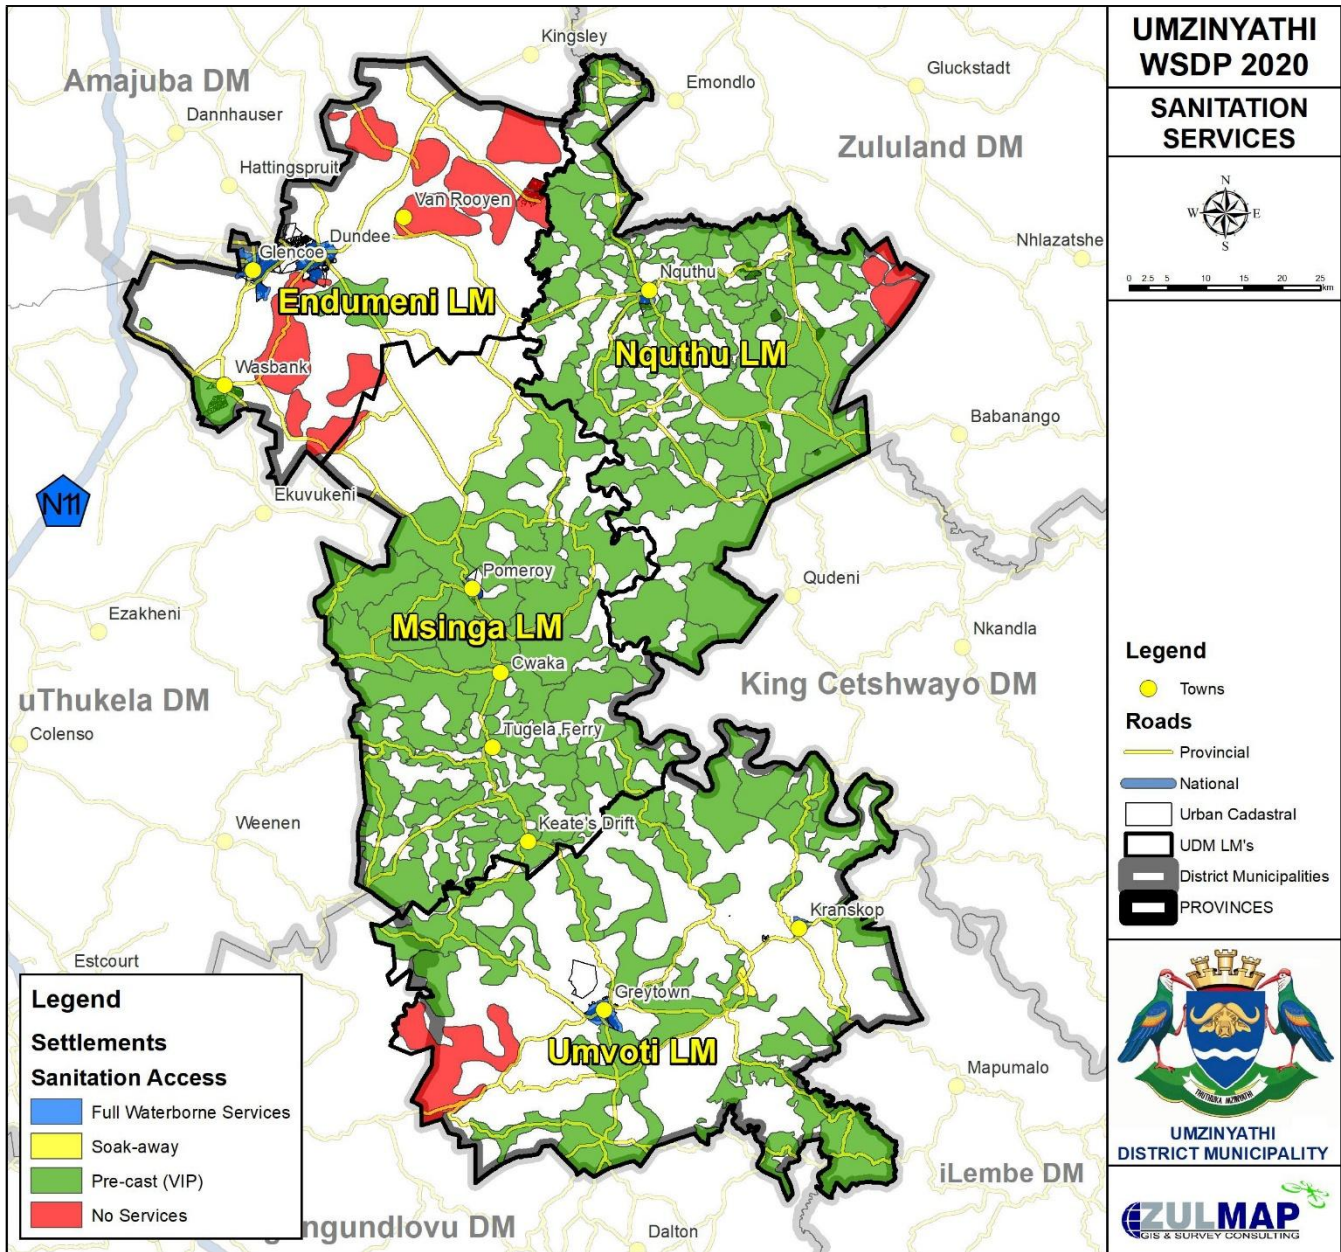 UMZINYATHI
WSDP 2020
SANITATION
SERVICES
N
W E
S
0 2.5 5 10 15 20 25
km
Kingsley
Amajuba DM
Emondlo
Gluckstadt
Dannhauser
Zululand DM
Hattingspruit
Van Rooyen
Dundee
Glencoe
Nhlazatshe
Nquthu
Endumeni LM
Nquthu LM
Wasbank
Babanango
N11
Ekuvukeni
Pomeroy
Qudeni
Ezakheni
Msinga LM
Nkandla
Cwaka
King Cetshwayo DM
uThukela DM
Colenso
Tugela Ferry
Weenen
Keate's Drift
Kranskop
Estcourt
Greytown
Umvoti LM
Mapumalo
iLembe DM
ngundlovu DM
Dalton
Legend
Settlements
Sanitation Access
Full Waterborne Services
Soak-away
Pre-cast (VIP)
No Services
Legend
Towns
Roads
Provincial
National
Urban Cadastral
UDM LM's
District Municipalities
PROVINCES
UMZINYATHI
DISTRICT MUNICIPALITY
ZULMAP
GIS & SURVEY CONSULTING